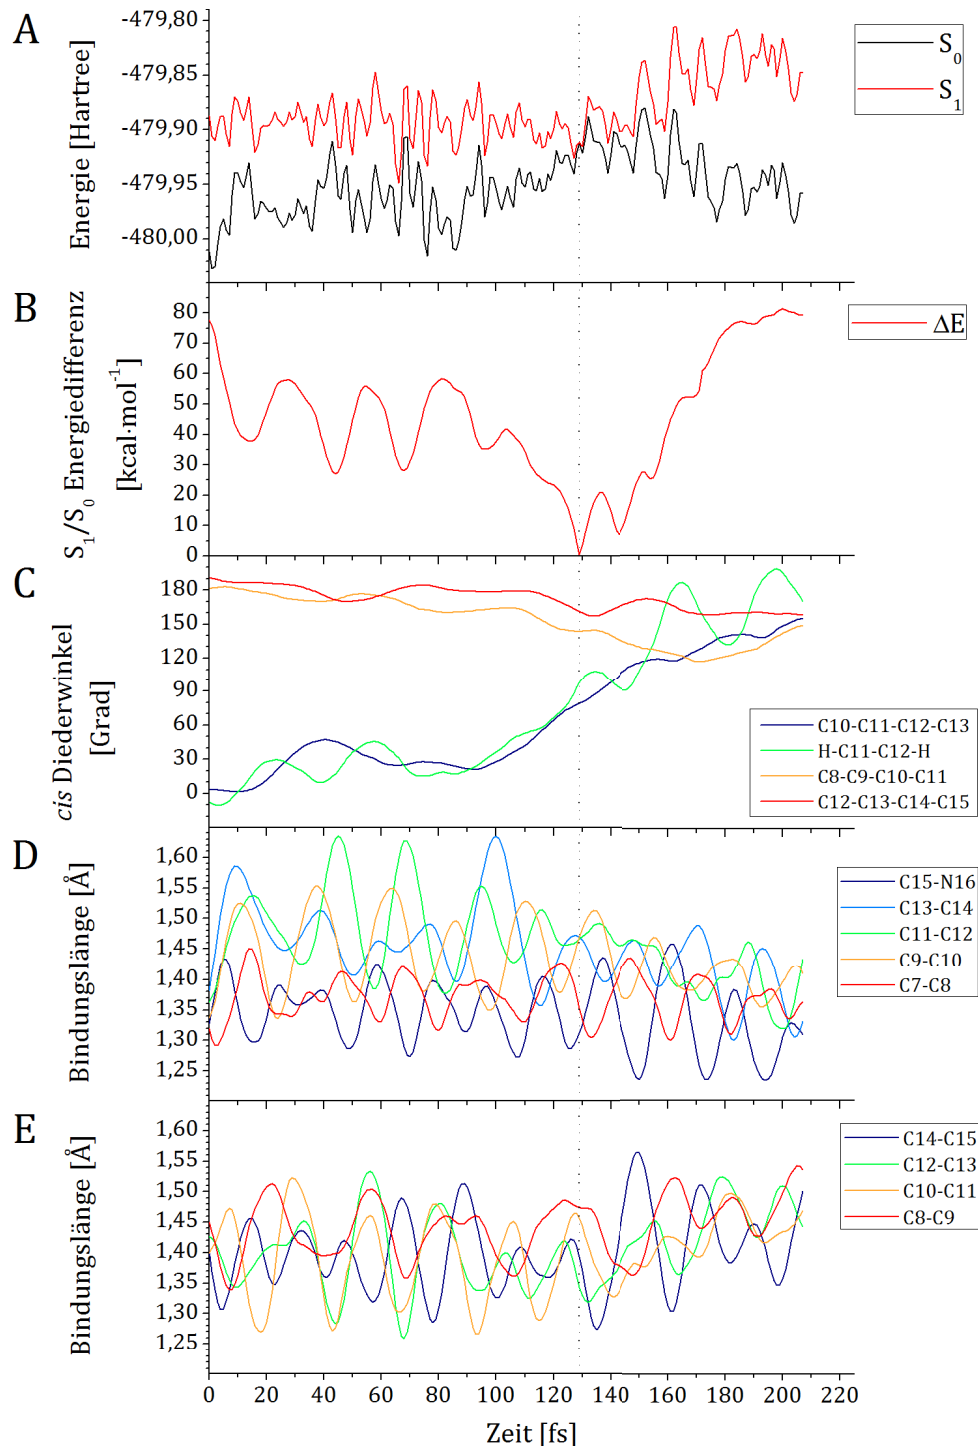 A
Energie [Hartree]
-479,80
-479,85
-479,90
-479,95
-480,00
S0
S1
B
S1/S0 Energiedifferenz
[kcal·mol-1]
80
70
60
50
40
30
20
10
0
ΔE
C
cis Diederwinkel
[Grad]
180
150
120
90
60
30
0
C10-C11-C12-C13
H-C11-C12-H
C8-C9-C10-C11
C12-C13-C14-C15
D
Bindungslänge [Å]
1,60
1,55
1,50
1,45
1,40
1,35
1,30
1,25
C15-N16
C13-C14
C11-C12
C9-C10
C7-C8
E
Bindungslänge [Å]
1,60
1,55
1,50
1,45
1,40
1,35
1,30
1,25
C14-C15
C12-C13
C10-C11
C8-C9
0 20 40 60 80 100 120 140 160 180 200 220
Zeit [fs]